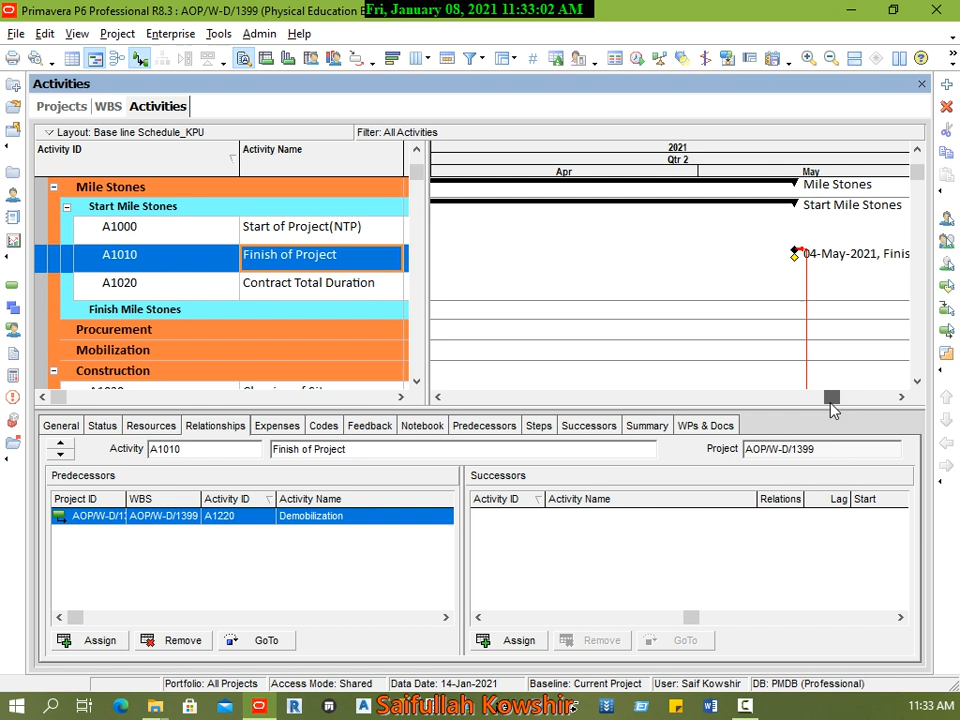 Primavera P6 Professional R8.3 : AOP/W-D/1399 (Physical Education E
Fri, January 08, 2021 11:33:02 AM
File Edit View Project Enterprise Tools Admin Help
Activities
Projects WBS Activities
Layout: Base line Schedule_KPU Filter: All Activities
Activity ID Activity Name
2021
Qtr 2
Apr May
Mile Stones Mile Stones
Start Mile Stones Start Mile Stones
A1000 Start of Project(NTP)
A1010 Finish of Project 04-May-2021, Finis
A1020 Contract Total Duration
Finish Mile Stones
Procurement
Mobilization
Construction
General Status Resources Relationships Expenses Codes Feedback Notebook Predecessors Steps Successors Summary WPs & Docs
Activity A1010 Finish of Project Project AOP/W-D/1399
Predecessors Successors
Project ID WBS Activity ID Activity Name Activity ID Activity Name Relations Lag Start
AOP/W-D/1: AOP/W-D/1399 A1220 Demobilization
Assign Remove GoTo Assign Remove GoTo
Portfolio: All Projects Access Mode: Shared Data Date: 14-Jan-2021 Baseline: Current Project User: Saif Kowshir DB: PMDB (Professional)
Saifullah Kowshir
11:33 AM